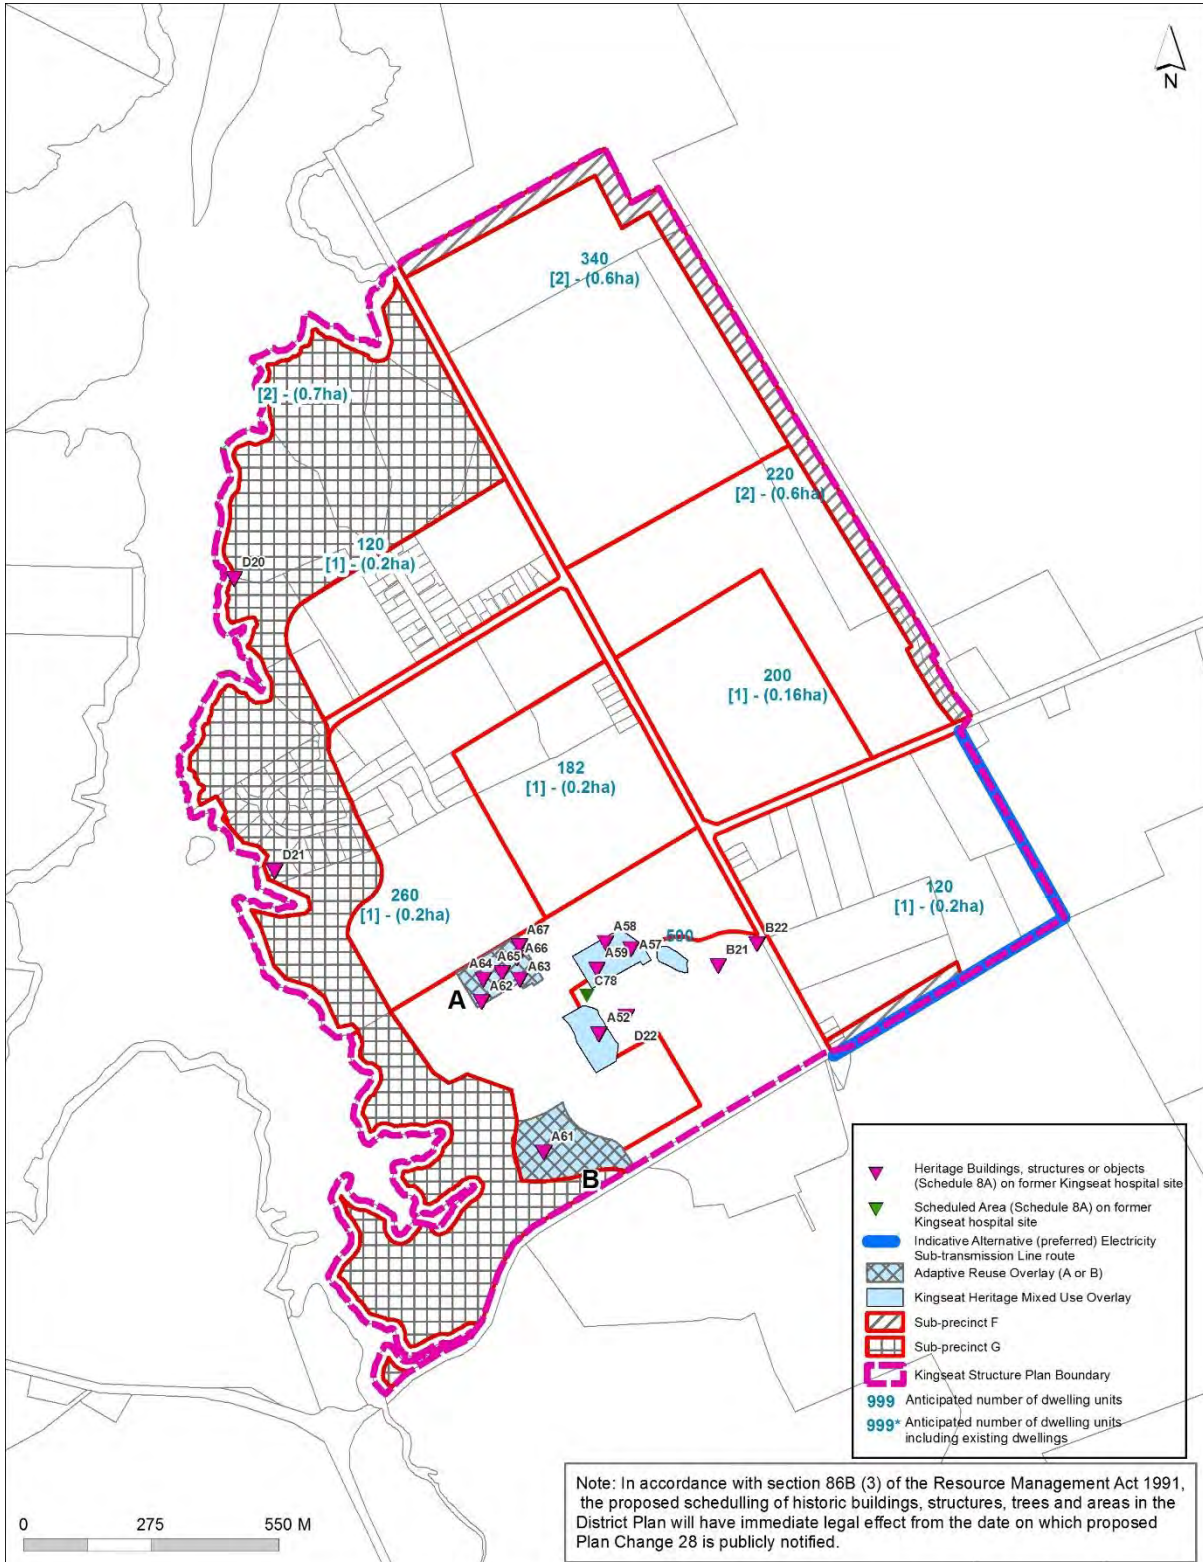 N
340
[2] - (0.6ha)
[2] - (0.7ha)
220
[2] - (0.6ha)
120
[1] - (0.2ha)
D20
200
[1] - (0.16ha)
182
[1] - (0.2ha)
D21
260
[1] - (0.2ha)
120
[1] - (0.2ha)
A67
A66
A65
A64
A63
A62
A
A58
A57
A59
500
B22
B21
C78
A52
D22
A61
B
Heritage Buildings, structures or objects
(Schedule 8A) on former Kingseat hospital site
Scheduled Area (Schedule 8A) on former
Kingseat hospital site
Indicative Alternative (preferred) Electricity
Sub-transmission Line route
Adaptive Reuse Overlay (A or B)
Kingseat Heritage Mixed Use Overlay
Sub-precinct F
Sub-precinct G
Kingseat Structure Plan Boundary
999 Anticipated number of dwelling units
999* Anticipated number of dwelling units
including existing dwellings
Note: In accordance with section 86B (3) of the Resource Management Act 1991,
the proposed schedulling of historic buildings, structures, trees and areas in the
District Plan will have immediate legal effect from the date on which proposed
Plan Change 28 is publicly notified.
0 275 550 M